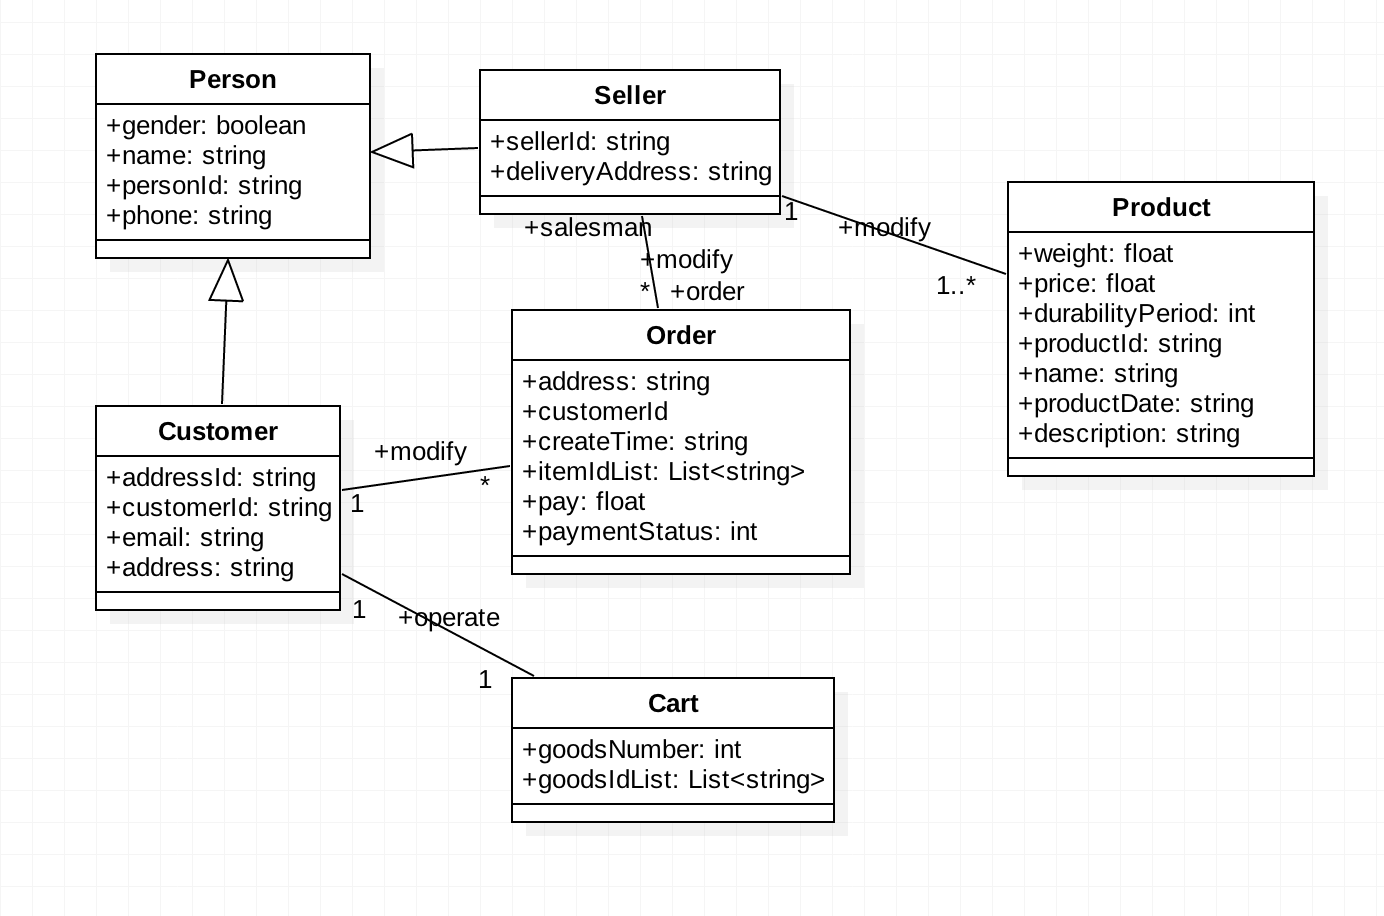 Person
+gender: boolean
+name: string
+personId: string
+phone: string
Seller
+sellerId: string
+deliveryAddress: string
+salesman
+modify
* +order
1
+modify
1..*
Product
+weight: float
+price: float
+durabilityPeriod: int
+productId: string
+name: string
+productDate: string
+description: string
Order
+address: string
+customerId
+createTime: string
+itemIdList: List<string>
+pay: float
+paymentStatus: int
Customer
+addressId: string
+customerId: string
+email: string
+address: string
+modify
1
*
1
+operate
1
Cart
+goodsNumber: int
+goodsIdList: List<string>